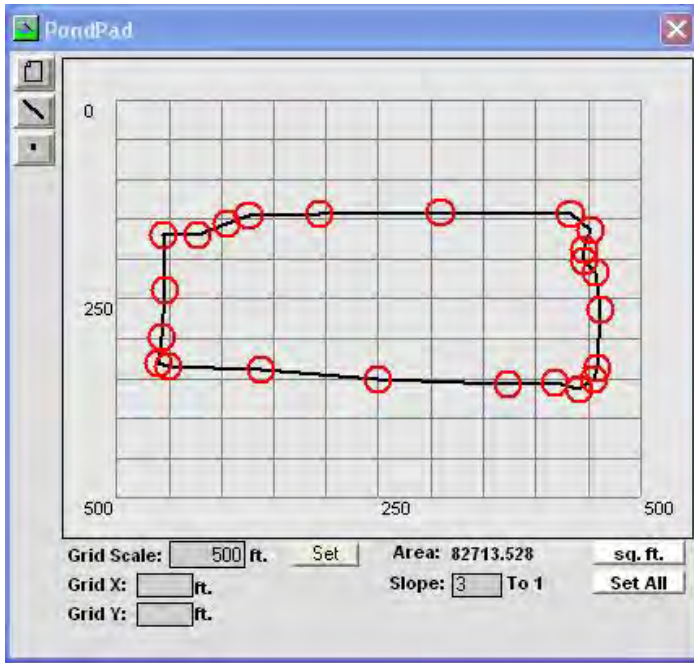 PondPad
0
250
500
250
500
Grid Scale: 500 ft. Set Area: 82713.528 sq. ft.
Grid X: ft. Slope: 3 To 1 Set All
Grid Y: ft.